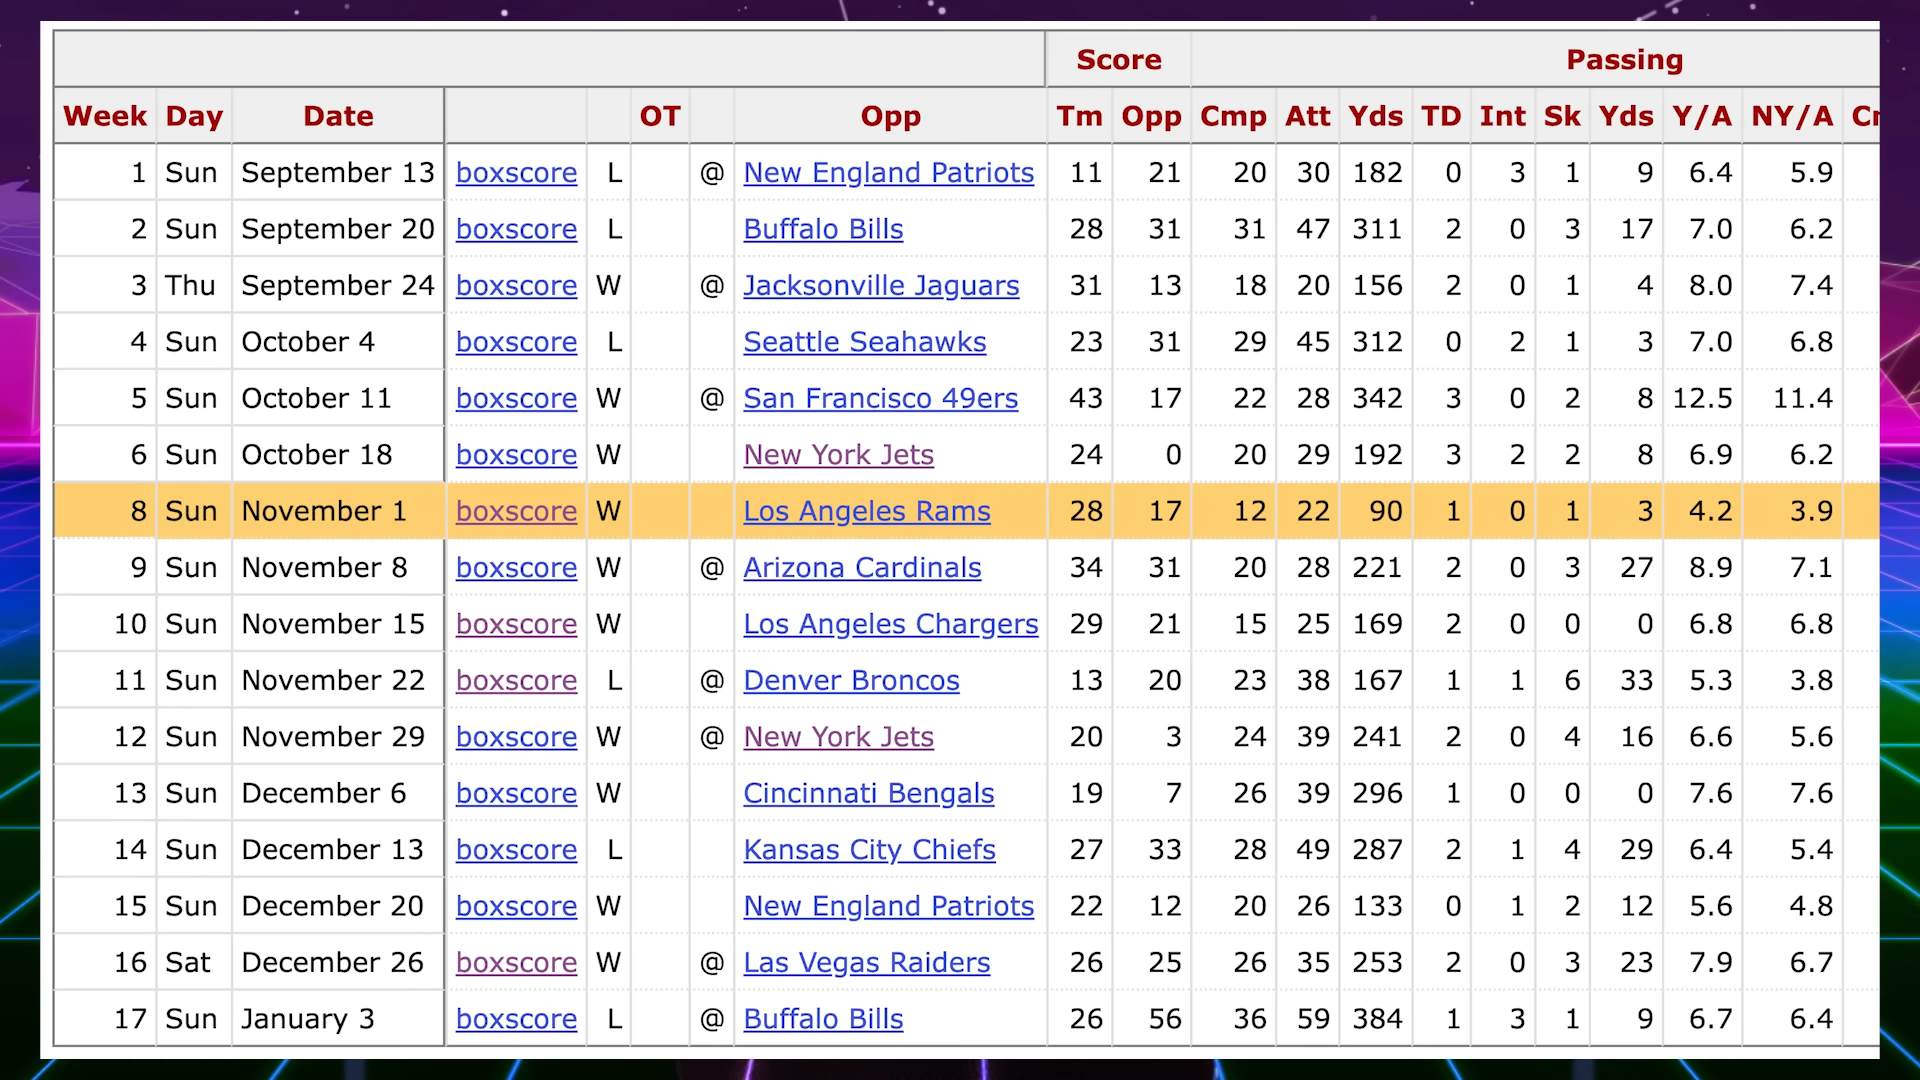 Score Passing
Week Day Date OT Opp Tm Opp Cmp Att Yds TD Int Sk Yds Y/A NY/A
1 Sun September 13 boxscore L @ New England Patriots 11 21 20 30 182 0 3 1 9 6.4 5.9
2 Sun September 20 boxscore L Buffalo Bills 28 31 31 47 311 2 0 3 17 7.0 6.2
3 Thu September 24 boxscore W @ Jacksonville Jaguars 31 13 18 20 156 2 0 1 4 8.0 7.4
4 Sun October 4 boxscore L Seattle Seahawks 23 31 29 45 312 0 2 1 3 7.0 6.8
5 Sun October 11 boxscore W @ San Francisco 49ers 43 17 22 28 342 3 0 2 8 12.5 11.4
6 Sun October 18 boxscore W New York Jets 24 0 20 29 192 3 2 2 8 6.9 6.2
8 Sun November 1 boxscore W Los Angeles Rams 28 17 12 22 90 1 0 1 3 4.2 3.9
9 Sun November 8 boxscore W @ Arizona Cardinals 34 31 20 28 221 2 0 3 27 8.9 7.1
10 Sun November 15 boxscore W Los Angeles Chargers 29 21 15 25 169 2 0 0 0 6.8 6.8
11 Sun November 22 boxscore L @ Denver Broncos 13 20 23 38 167 1 1 6 33 5.3 3.8
12 Sun November 29 boxscore W @ New York Jets 20 3 24 39 241 2 0 4 16 6.6 5.6
13 Sun December 6 boxscore W Cincinnati Bengals 19 7 26 39 296 1 0 0 0 7.6 7.6
14 Sun December 13 boxscore L Kansas City Chiefs 27 33 28 49 287 2 1 4 29 6.4 5.4
15 Sun December 20 boxscore W New England Patriots 22 12 20 26 133 0 1 2 12 5.6 4.8
16 Sat December 26 boxscore W @ Las Vegas Raiders 26 25 26 35 253 2 0 3 23 7.9 6.7
17 Sun January 3 boxscore L @ Buffalo Bills 26 56 36 59 384 1 3 1 9 6.7 6.4